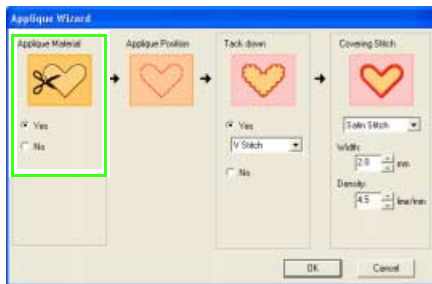 Applique Wizard
Applique Material
Applique Position
Tack down
Covering Stitch
Yes
No
Yes
V Stitch
No
Satin Stitch
Width:
2.0 mm
Density:
4.5 line/mm
OK
Cancel